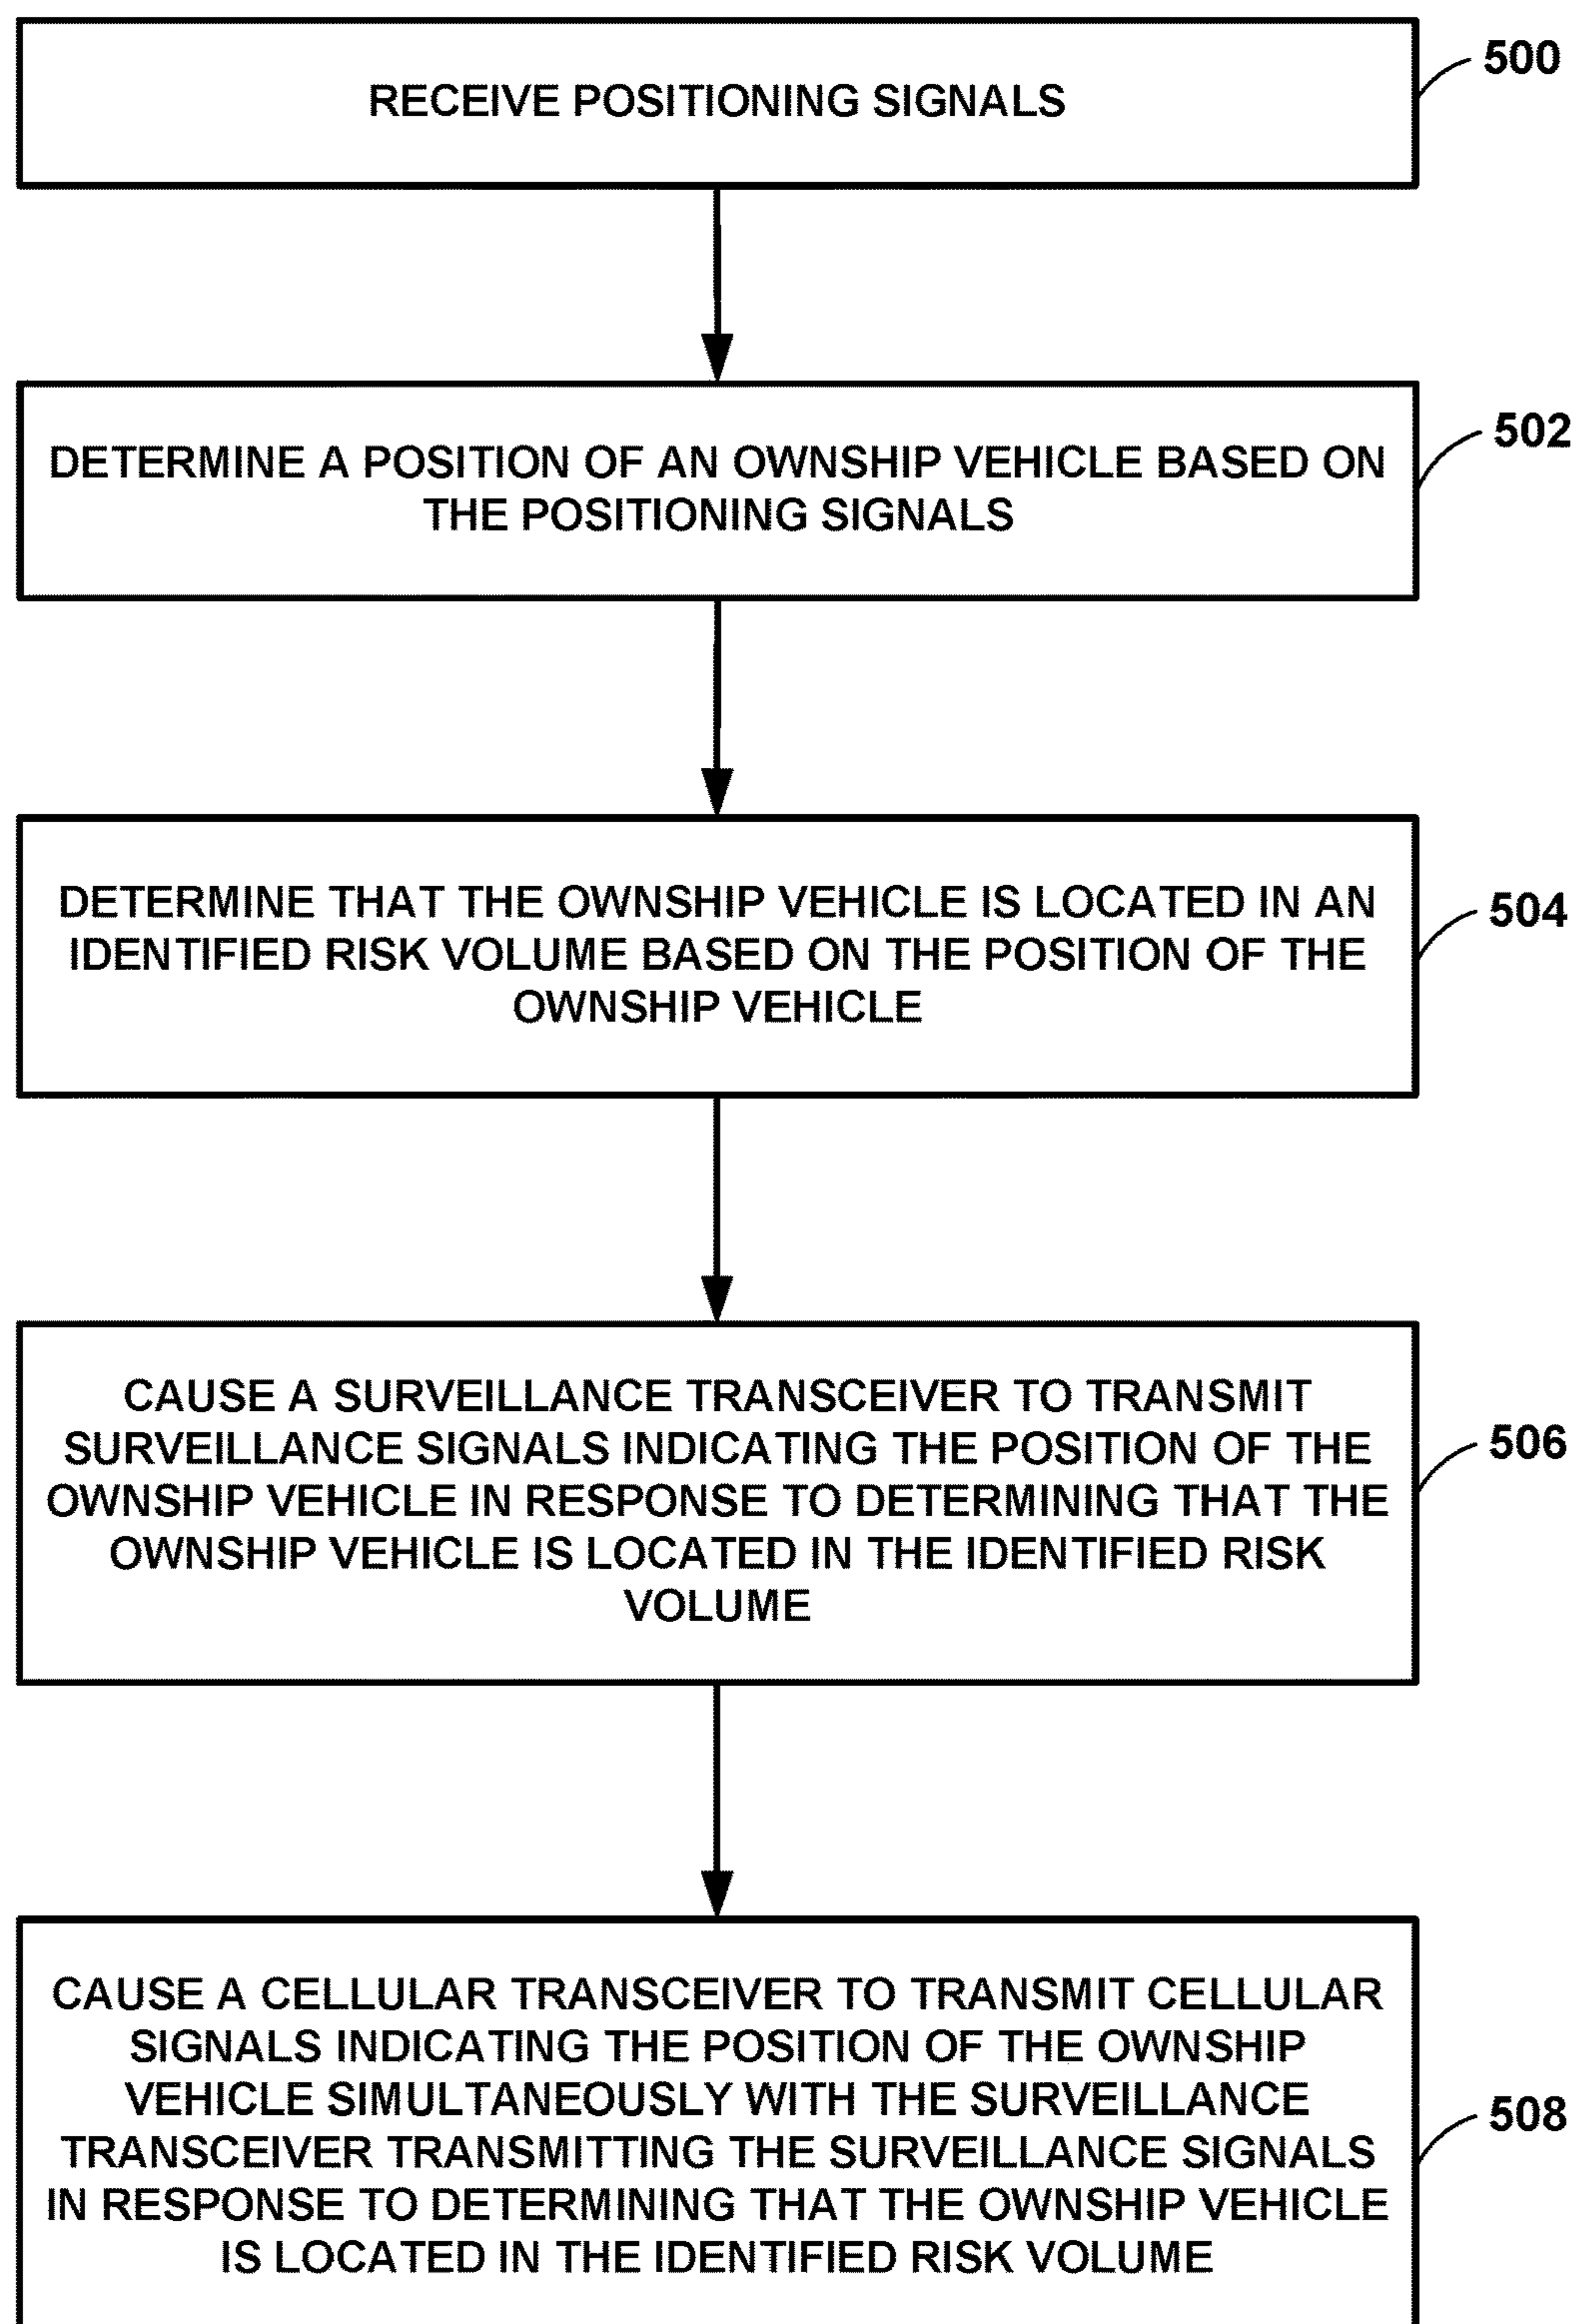 RECEIVE POSITIONING SIGNALS
500
DETERMINE A POSITION OF AN OWNSHIP VEHICLE BASED ON
THE POSITIONING SIGNALS
502
DETERMINE THAT THE OWNSHIP VEHICLE IS LOCATED IN AN
IDENTIFIED RISK VOLUME BASED ON THE POSITION OF THE
OWNSHIP VEHICLE
504
CAUSE A SURVEILLANCE TRANSCEIVER TO TRANSMIT
SURVEILLANCE SIGNALS INDICATING THE POSITION OF THE
OWNSHIP VEHICLE IN RESPONSE TO DETERMINING THAT THE
OWNSHIP VEHICLE IS LOCATED IN THE IDENTIFIED RISK
VOLUME
506
CAUSE A CELLULAR TRANSCEIVER TO TRANSMIT CELLULAR
SIGNALS INDICATING THE POSITION OF THE OWNSHIP
VEHICLE SIMULTANEOUSLY WITH THE SURVEILLANCE
TRANSCEIVER TRANSMITTING THE SURVEILLANCE SIGNALS
IN RESPONSE TO DETERMINING THAT THE OWNSHIP VEHICLE
IS LOCATED IN THE IDENTIFIED RISK VOLUME
508